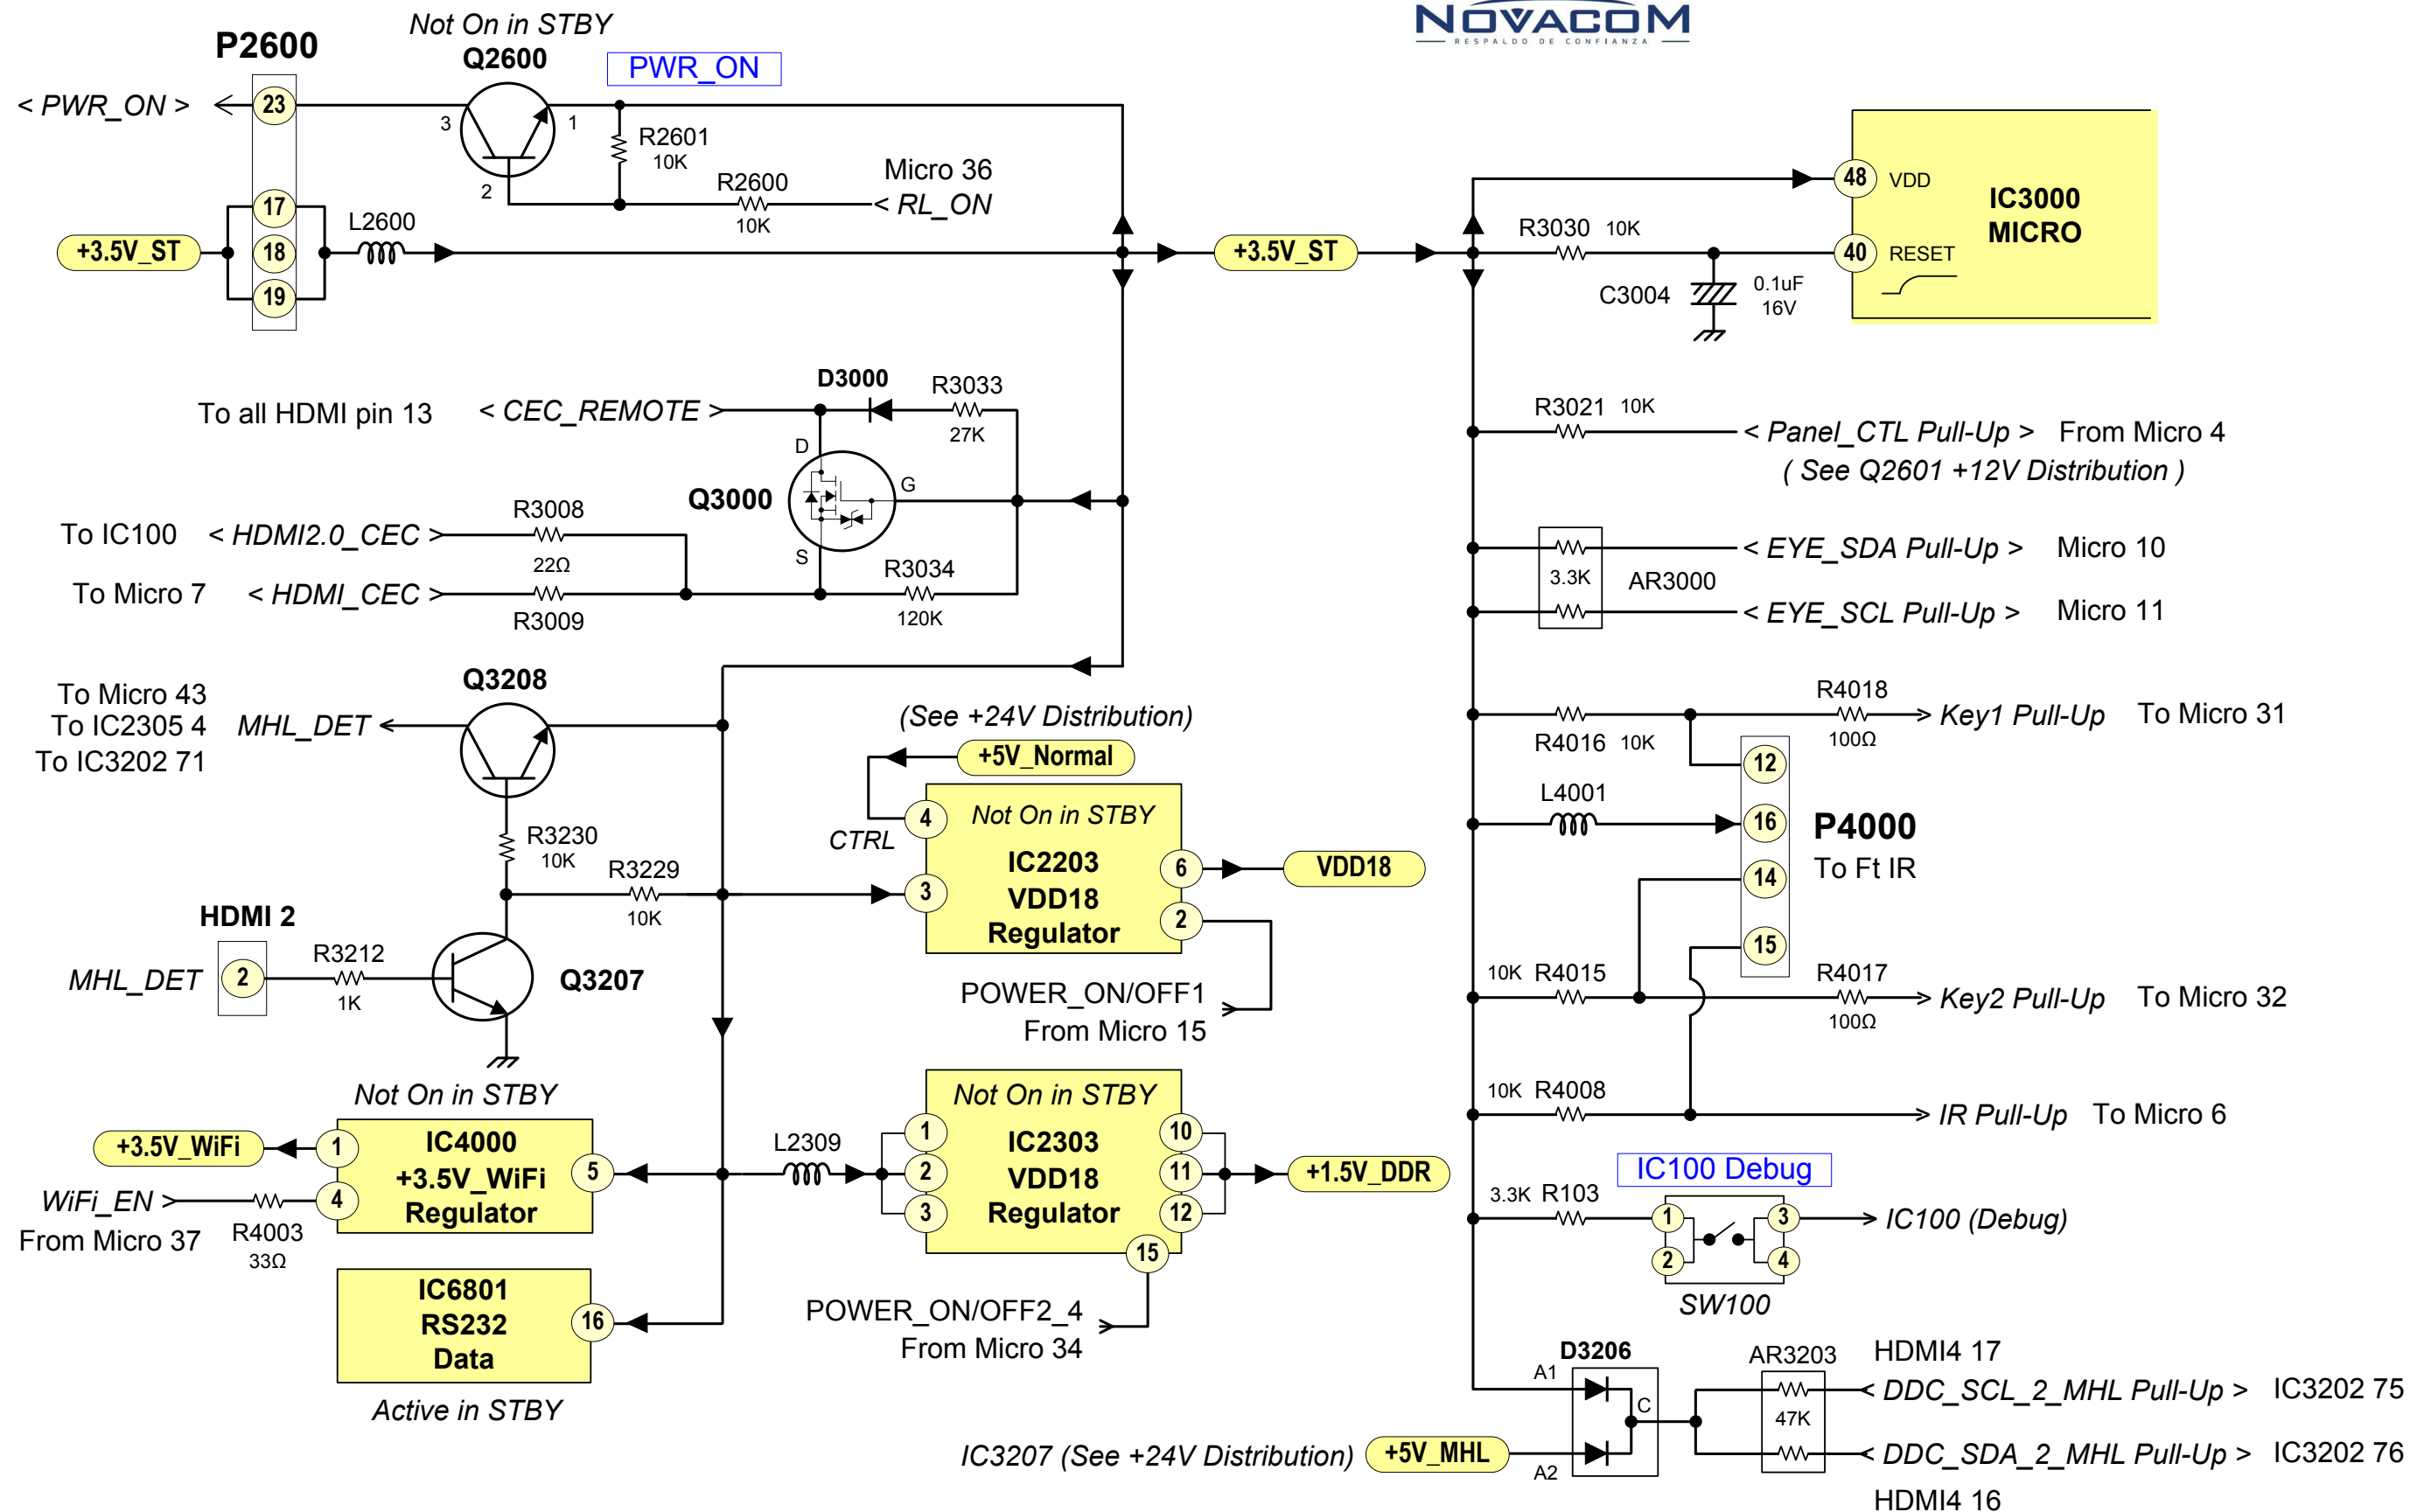 NOVACOM
RESPALDO DE CONFIANZA
Not On in STBY
P2600
Q2600
PWR_ON
< PWR_ON >
23
3
1
R2601
10K
2
R2600
10K
Micro 36
< RL_ON
17
18
19
+3.5V_ST
L2600
+3.5V_ST
48
VDD
IC3000
MICRO
R3030
10K
40
RESET
C3004
0.1uF
16V
To all HDMI pin 13
< CEC_REMOTE >
D3000
R3033
27K
D
G
Q3000
S
R3008
22Ω
To IC100
< HDMI2.0_CEC >
To Micro 7
< HDMI_CEC >
R3009
R3034
120K
R3021
10K
< Panel_CTL Pull-Up >
From Micro 4
( See Q2601 +12V Distribution )
< EYE_SDA Pull-Up >
Micro 10
3.3K
AR3000
< EYE_SCL Pull-Up >
Micro 11
Q3208
To Micro 43
To IC2305 4
MHL_DET
To IC3202 71
R3230
10K
R3229
10K
HDMI 2
MHL_DET
2
R3212
1K
Q3207
(See +24V Distribution)
+5V_Normal
4
CTRL
Not On in STBY
IC2203
VDD18
Regulator
3
6
2
VDD18
POWER_ON/OFF1
From Micro 15
R4016
10K
R4018
100Ω
Key1 Pull-Up
To Micro 31
12
L4001
16
P4000
To Ft IR
14
15
10K
R4015
R4017
100Ω
Key2 Pull-Up
To Micro 32
10K
R4008
IR Pull-Up
To Micro 6
Not On in STBY
+3.5V_WiFi
1
IC4000
+3.5V_WiFi
Regulator
5
WiFi_EN >
4
From Micro 37
R4003
33Ω
L2309
Not On in STBY
1
2
3
IC2303
VDD18
Regulator
10
11
12
15
+1.5V_DDR
IC6801
RS232
Data
16
Active in STBY
POWER_ON/OFF2_4
From Micro 34
IC100 Debug
3.3K
R103
1
2
3
4
IC100 (Debug)
SW100
D3206
A1
C
A2
AR3203
47K
HDMI4 17
< DDC_SCL_2_MHL Pull-Up >
IC3202 75
IC3207 (See +24V Distribution)
+5V_MHL
< DDC_SDA_2_MHL Pull-Up >
IC3202 76
HDMI4 16